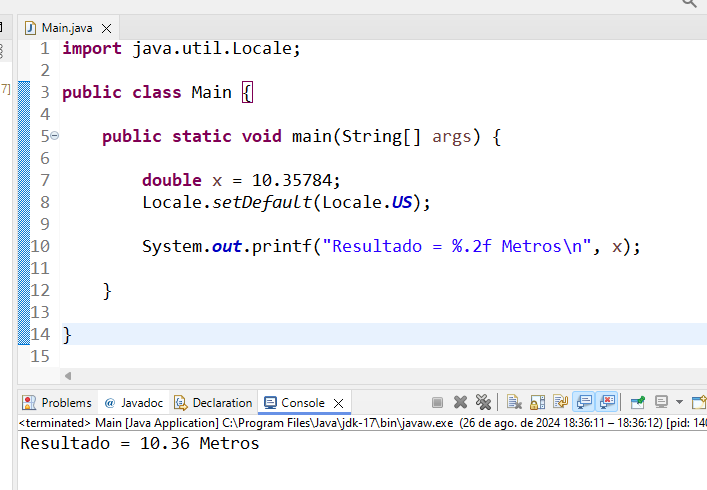 Main.java
1 import java.util.Locale;
2
7]
3 public class Main {
4
5 public static void main(String[] args) {
6
7 double x = 10.35784;
8 Locale.setDefault(Locale.US);
9
10 System.out.printf("Resultado = %.2f Metros\n", x);
11
12 }
13
14 }
15
Problems @ Javadoc Declaration Console
<terminated> Main [Java Application] C:\Program Files\Java\jdk-17\bin\javaw.exe (26 de ago. de 2024 18:36:11 – 18:36:12) [pid: 140
Resultado = 10.36 Metros